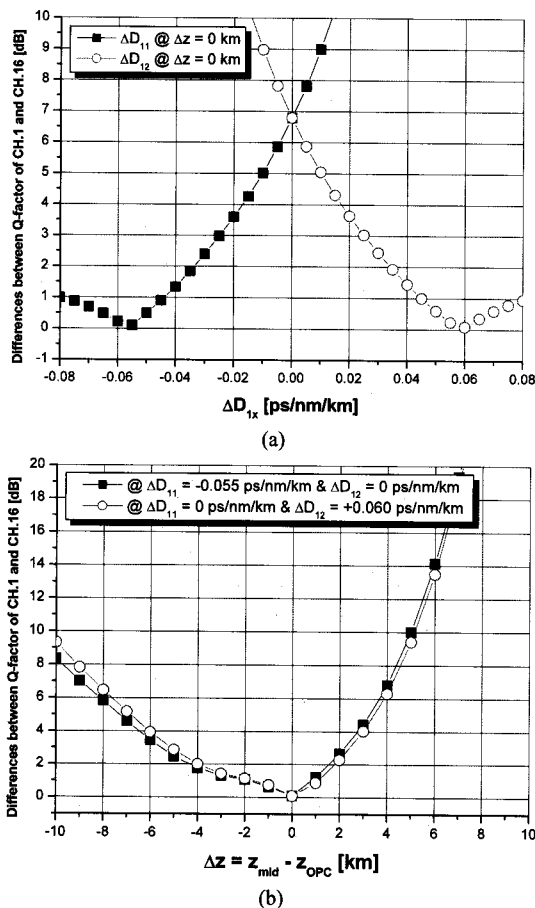 Differences between Q-factor of CH.1 and CH.16 [dB]
10
9
8
7
6
5
4
3
2
1
0
-1
ΔD11 @ Δz = 0 km
ΔD12 @ Δz = 0 km
-0.08 -0.06 -0.04 -0.02 0.00 0.02 0.04 0.06 0.08
ΔD1x [ps/nm/km]
(a)
Differences between Q-factor of CH.1 and CH.16 [dB]
20
18
16
14
12
10
8
6
4
2
0
@ ΔD11 = -0.055 ps/nm/km & ΔD12 = 0 ps/nm/km
@ ΔD11 = 0 ps/nm/km & ΔD12 = +0.060 ps/nm/km
-10 -8 -6 -4 -2 0 2 4 6 8 10
Δz = zmid - zOPC [km]
(b)